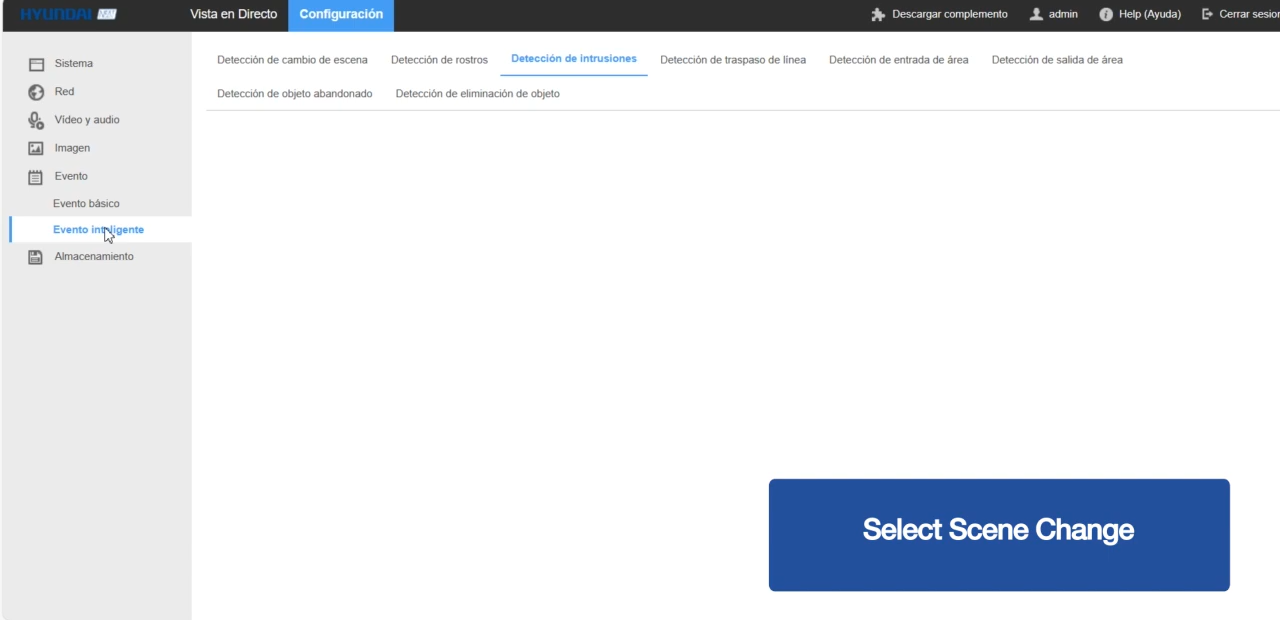 HYUNDAI Vista en Directo Configuración Descargar complemento admin Help (Ayuda) Cerrar sesion
Sistema
Red
Vídeo y audio
Imagen
Evento
Evento básico
Evento inteligente
Almacenamiento
Detección de cambio de escena Detección de rostros Detección de intrusiones Detección de traspaso de línea Detección de entrada de área Detección de salida de área
Detección de objeto abandonado Detección de eliminación de objeto
Select Scene Change